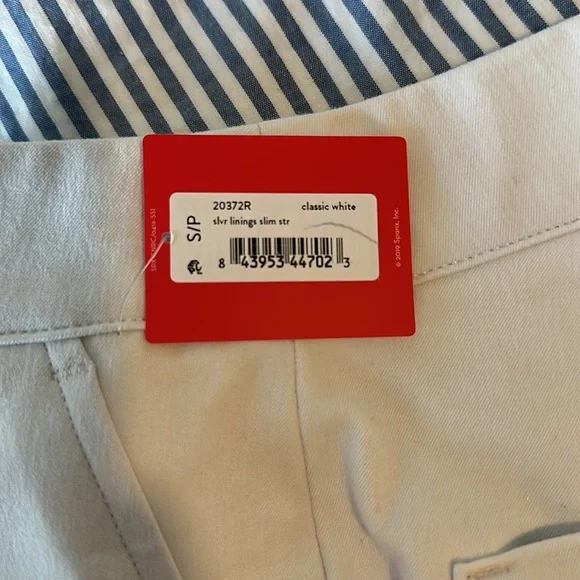 20372R classic white
slvr linings slim str
S/P
8 43953 44702 3
© 2019 Spanx, Inc.